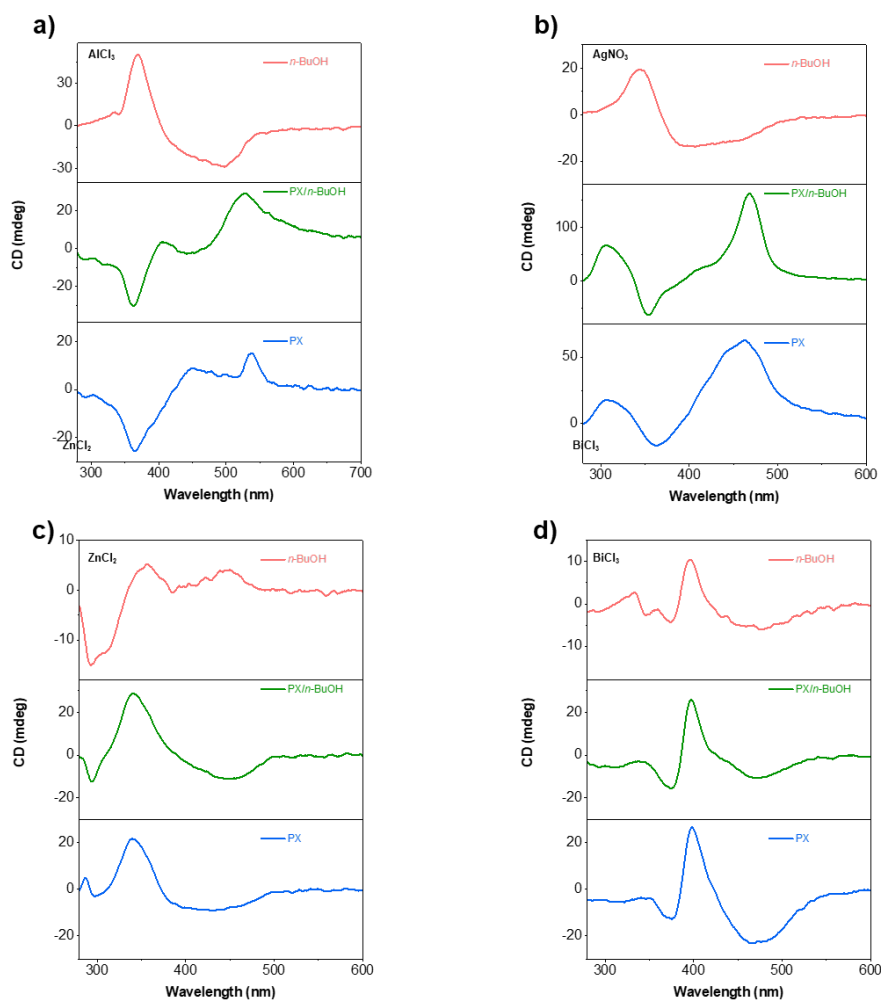 a)
AlCl₃
n-BuOH
30
0
-30
PX/n-BuOH
20
0
-20
CD (mdeg)
PX
20
0
-20
ZnCl₂
300 400 500 600 700
Wavelength (nm)
b)
AgNO₃
n-BuOH
20
0
-20
PX/n-BuOH
100
0
CD (mdeg)
PX
50
0
BiCl₃
300 400 500 600
Wavelength (nm)
c)
10
ZnCl₂
n-BuOH
0
-10
PX/n-BuOH
20
0
-20
CD (mdeg)
PX
20
0
-20
300 400 500 600
Wavelength (nm)
d)
BiCl₃
n-BuOH
10
0
-10
PX/n-BuOH
20
0
-20
CD (mdeg)
PX
20
0
-20
300 400 500 600
Wavelength (nm)